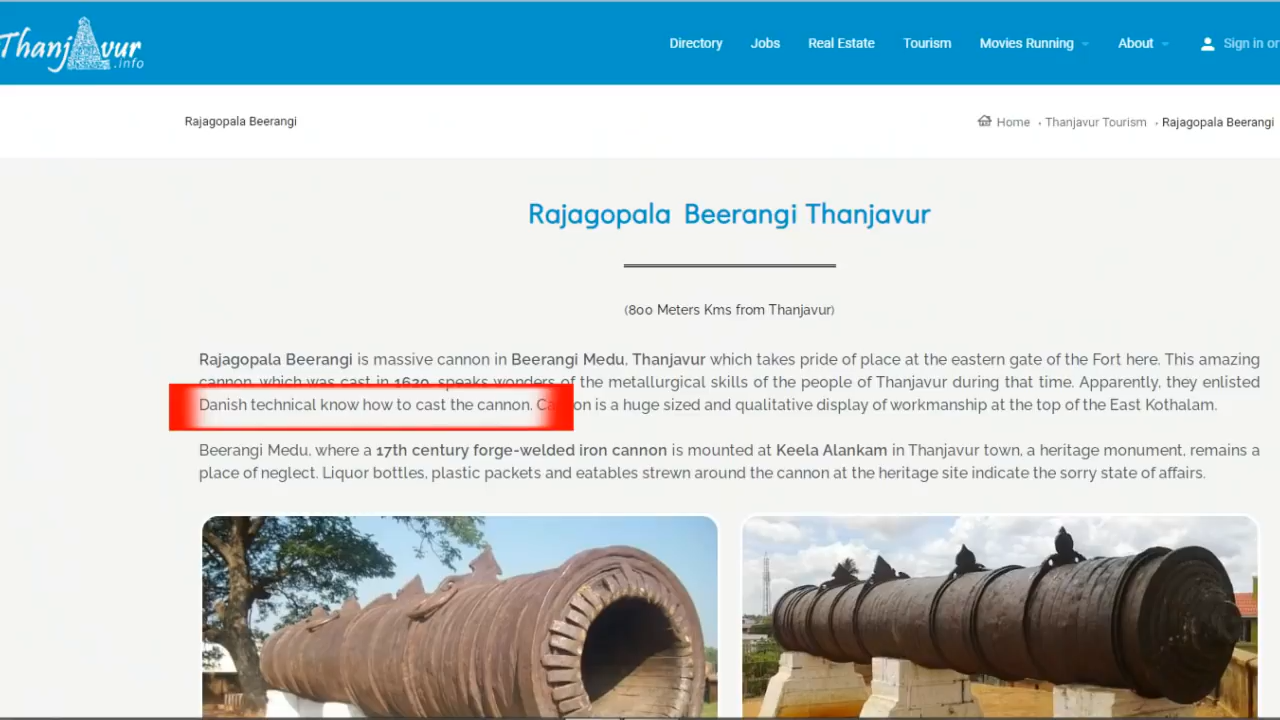 Thanjavur
.info
Directory Jobs Real Estate Tourism Movies Running About Sign in or
Rajagopala Beerangi
Home Thanjavur Tourism Rajagopala Beerangi
Rajagopala Beerangi Thanjavur
(800 Meters Kms from Thanjavur)
Rajagopala Beerangi is massive cannon in Beerangi Medu, Thanjavur which takes pride of place at the eastern gate of the Fort here. This amazing
cannon, which was cast in 1620, speaks wonders of the metallurgical skills of the people of Thanjavur during that time. Apparently, they enlisted
Danish technical know how to cast the cannon. Cannon is a huge sized and qualitative display of workmanship at the top of the East Kothalam.
Beerangi Medu, where a 17th century forge-welded iron cannon is mounted at Keela Alankam in Thanjavur town, a heritage monument, remains a
place of neglect. Liquor bottles, plastic packets and eatables strewn around the cannon at the heritage site indicate the sorry state of affairs.